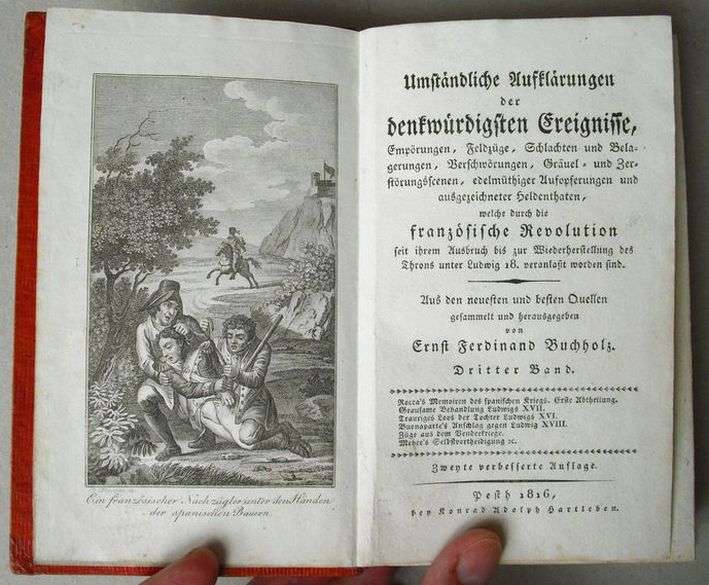 Ein französischer Nachzügler unter den Händen
der spanischen Bauern.
Umständliche Aufklärungen
der
denkwürdigsten Ereignisse,
Empörungen, Feldzüge, Schlachten und Bela-
gerungen, Verschwörungen, Gräuel- und Zer-
störungsscenen, edelmüthiger Aufopferungen und
ausgezeichneter Heldenthaten,
welche durch die
französische Revolution
seit ihrem Ausbruch bis zur Wiederherstellung des
Throns unter Ludwig 18. veranlaßt worden sind.
Aus den neuesten und besten Quellen
gesammelt und herausgegeben
von
Ernst Ferdinand Buchholz.
Dritter Band.
Rocca's Memoiren des spanischen Kriegs. Erste Abtheilung.
Grausame Behandlung Ludwigs XVII.
Trauriges Loos der Tochter Ludwigs XVI.
Buonaparte's Anschlag gegen Ludwig XVIII.
Züge aus dem Vendeekriege.
Meher's Selbstvertheidigung ꝛc.
Zweyte verbesserte Auflage.
Pesth 1816,
bey Konrad Adolph Hartleben.